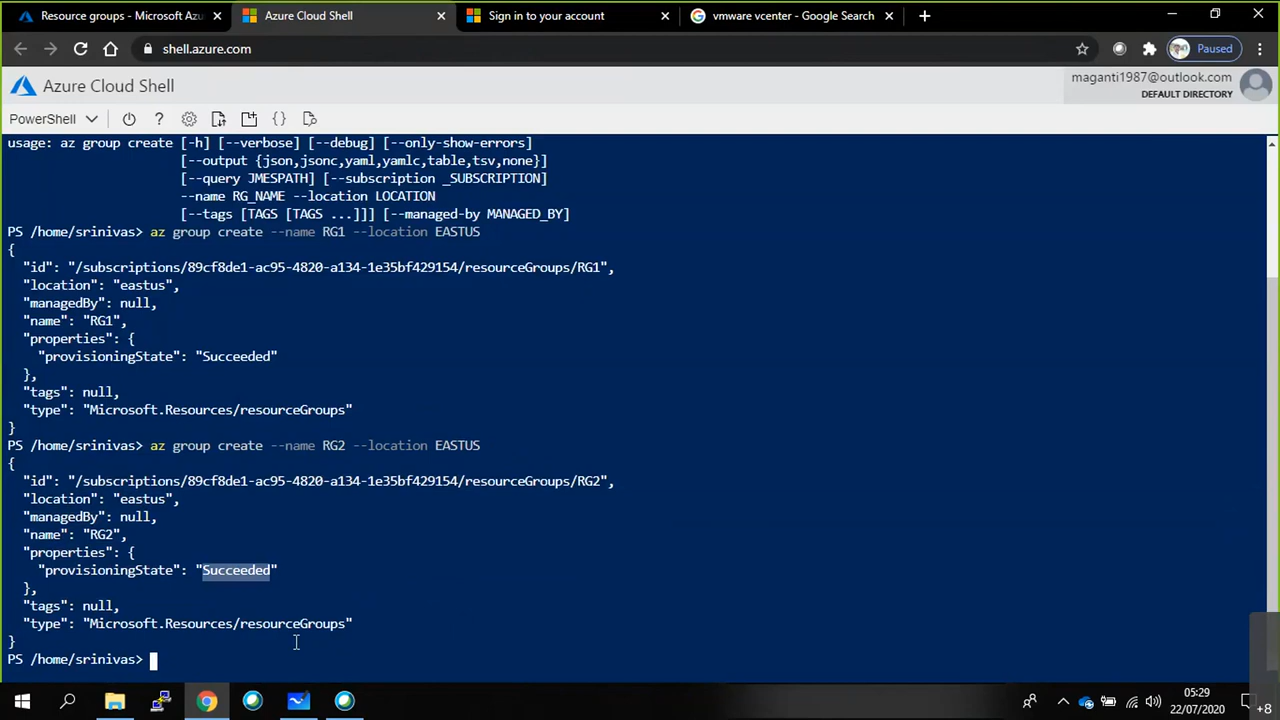 Resource groups - Microsoft Azu
Azure Cloud Shell
Sign in to your account
vmware vcenter - Google Search
shell.azure.com
Paused
Azure Cloud Shell
maganti1987@outlook.com
DEFAULT DIRECTORY
PowerShell
usage: az group create [-h] [--verbose] [--debug] [--only-show-errors]
[--output {json,jsonc,yaml,yamlc,table,tsv,none}]
[--query JMESPATH] [--subscription _SUBSCRIPTION]
--name RG_NAME --location LOCATION
[--tags [TAGS [TAGS ...]]] [--managed-by MANAGED_BY]
PS /home/srinivas> az group create --name RG1 --location EASTUS
{
"id": "/subscriptions/89cf8de1-ac95-4820-a134-1e35bf429154/resourceGroups/RG1",
"location": "eastus",
"managedBy": null,
"name": "RG1",
"properties": {
"provisioningState": "Succeeded"
},
"tags": null,
"type": "Microsoft.Resources/resourceGroups"
}
PS /home/srinivas> az group create --name RG2 --location EASTUS
{
"id": "/subscriptions/89cf8de1-ac95-4820-a134-1e35bf429154/resourceGroups/RG2",
"location": "eastus",
"managedBy": null,
"name": "RG2",
"properties": {
"provisioningState": "Succeeded"
},
"tags": null,
"type": "Microsoft.Resources/resourceGroups"
}
PS /home/srinivas>
05:29
22/07/2020
+8